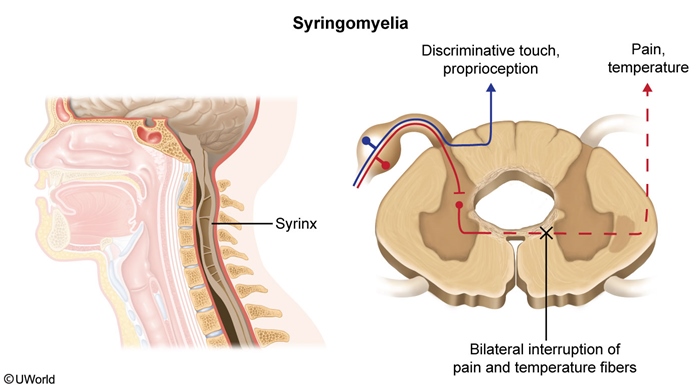 Syringomyelia
Discriminative touch,
proprioception
Pain,
temperature
Syrinx
Bilateral interruption of
pain and temperature fibers
©UWorld